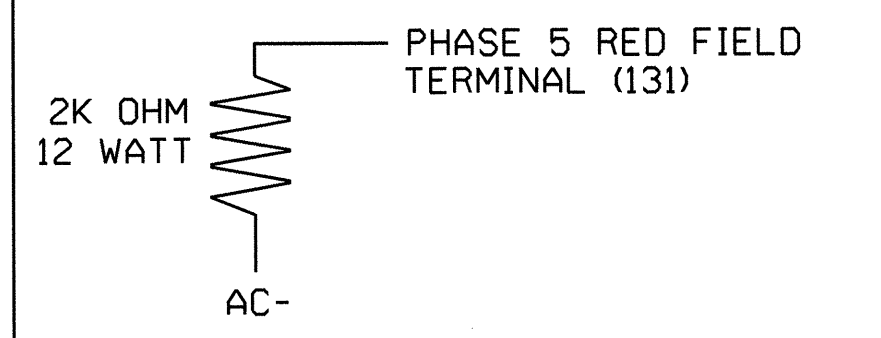 PHASE 5 RED FIELD
TERMINAL (131)
2K OHM
12 WATT
AC-